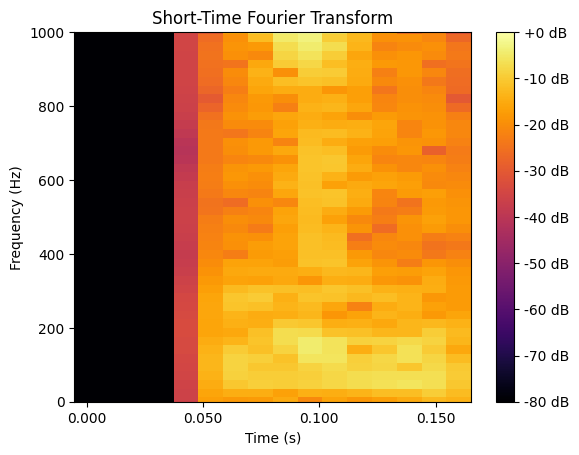 Short-Time Fourier Transform
1000
800
600
400
200
0
Frequency (Hz)
0.000
0.050
0.100
0.150
Time (s)
+0 dB
-10 dB
-20 dB
-30 dB
-40 dB
-50 dB
-60 dB
-70 dB
-80 dB